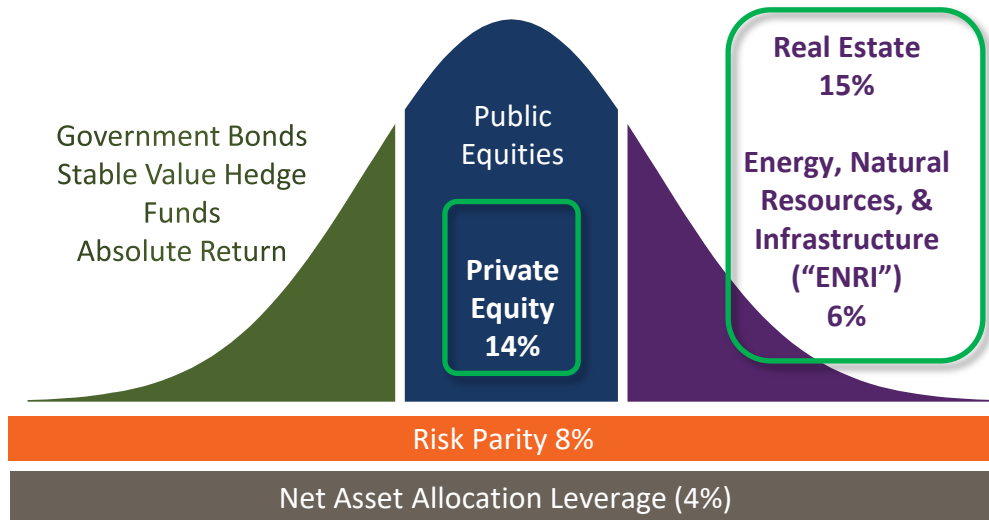 Government Bonds
Stable Value Hedge
Funds
Absolute Return
Public
Equities
Private
Equity
14%
Real Estate
15%
Energy, Natural
Resources, &
Infrastructure
(“ENRI”)
6%
Risk Parity 8%
Net Asset Allocation Leverage (4%)